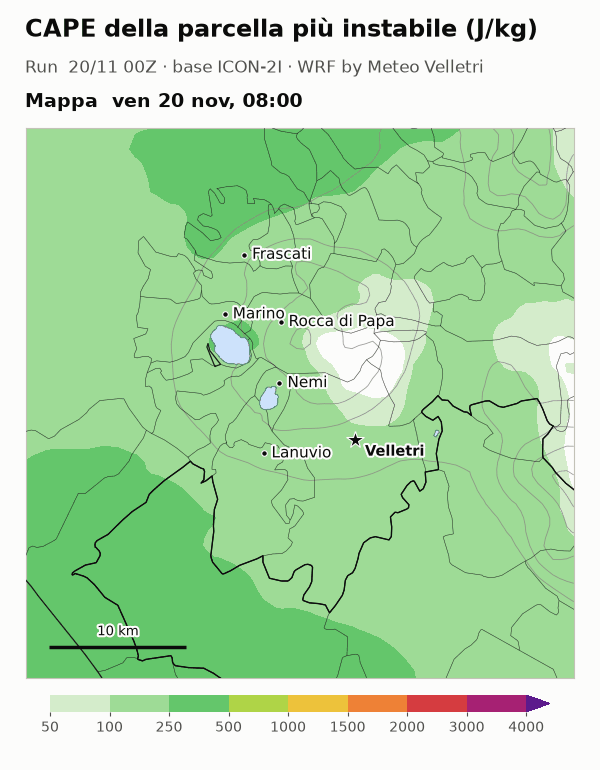 CAPE della parcella più instabile (J/kg)
Run  20/11 00Z · base ICON-2I · WRF by Meteo Velletri
Mappa  ven 20 nov, 08:00
Frascati
Marino
Rocca di Papa
Nemi
Velletri
Lanuvio
10 km
50 100 250 500 1000 1500 2000 3000 4000